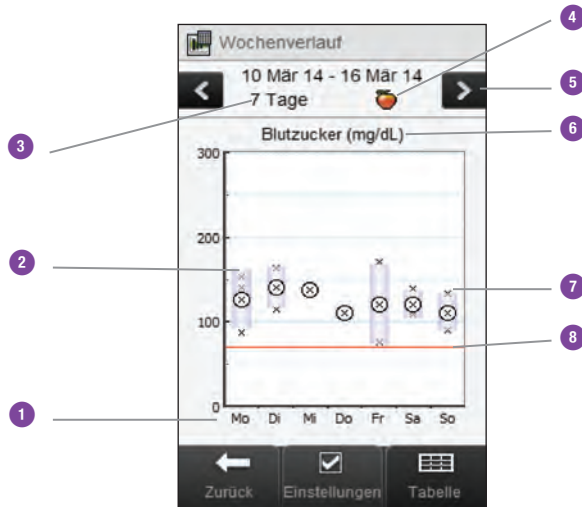 Wochenverlauf
10 Mär 14 - 16 Mär 14
7 Tage
Blutzucker (mg/dL)
300
200
100
0
Mo Di Mi Do Fr Sa So
Zurück Einstellungen Tabelle
1
2
3
4
5
6
7
8